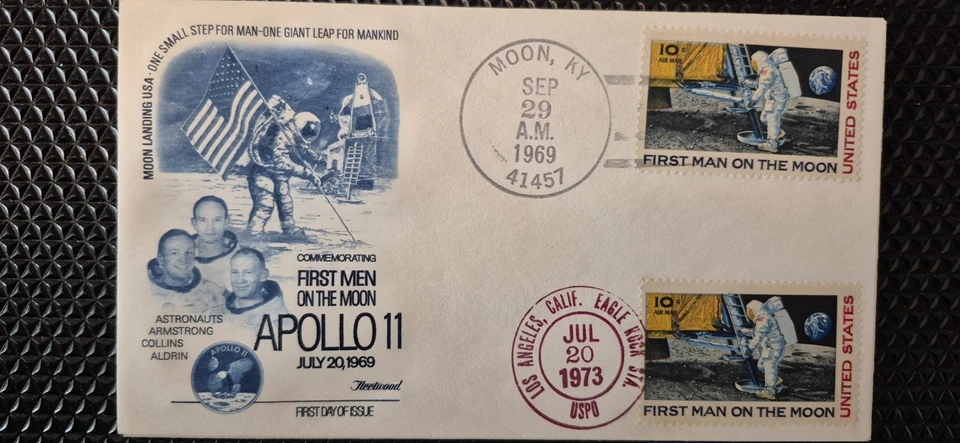 ONE SMALL STEP FOR MAN-ONE GIANT LEAP FOR MANKIND
MOON LANDING USA ·
COMMEMORATING
FIRST MEN
ON THE MOON
APOLLO 11
JULY 20, 1969
ASTRONAUTS
ARMSTRONG
COLLINS
ALDRIN
APOLLO 11
Fleetwood
FIRST DAY OF ISSUE
MOON, KY
SEP
29
A.M.
1969
41457
10c
AIR MAIL
UNITED STATES
FIRST MAN ON THE MOON
LOS ANGELES, CALIF. EAGLE ROCK STA.
JUL
20
1973
USPO
10c
AIR MAIL
UNITED STATES
FIRST MAN ON THE MOON